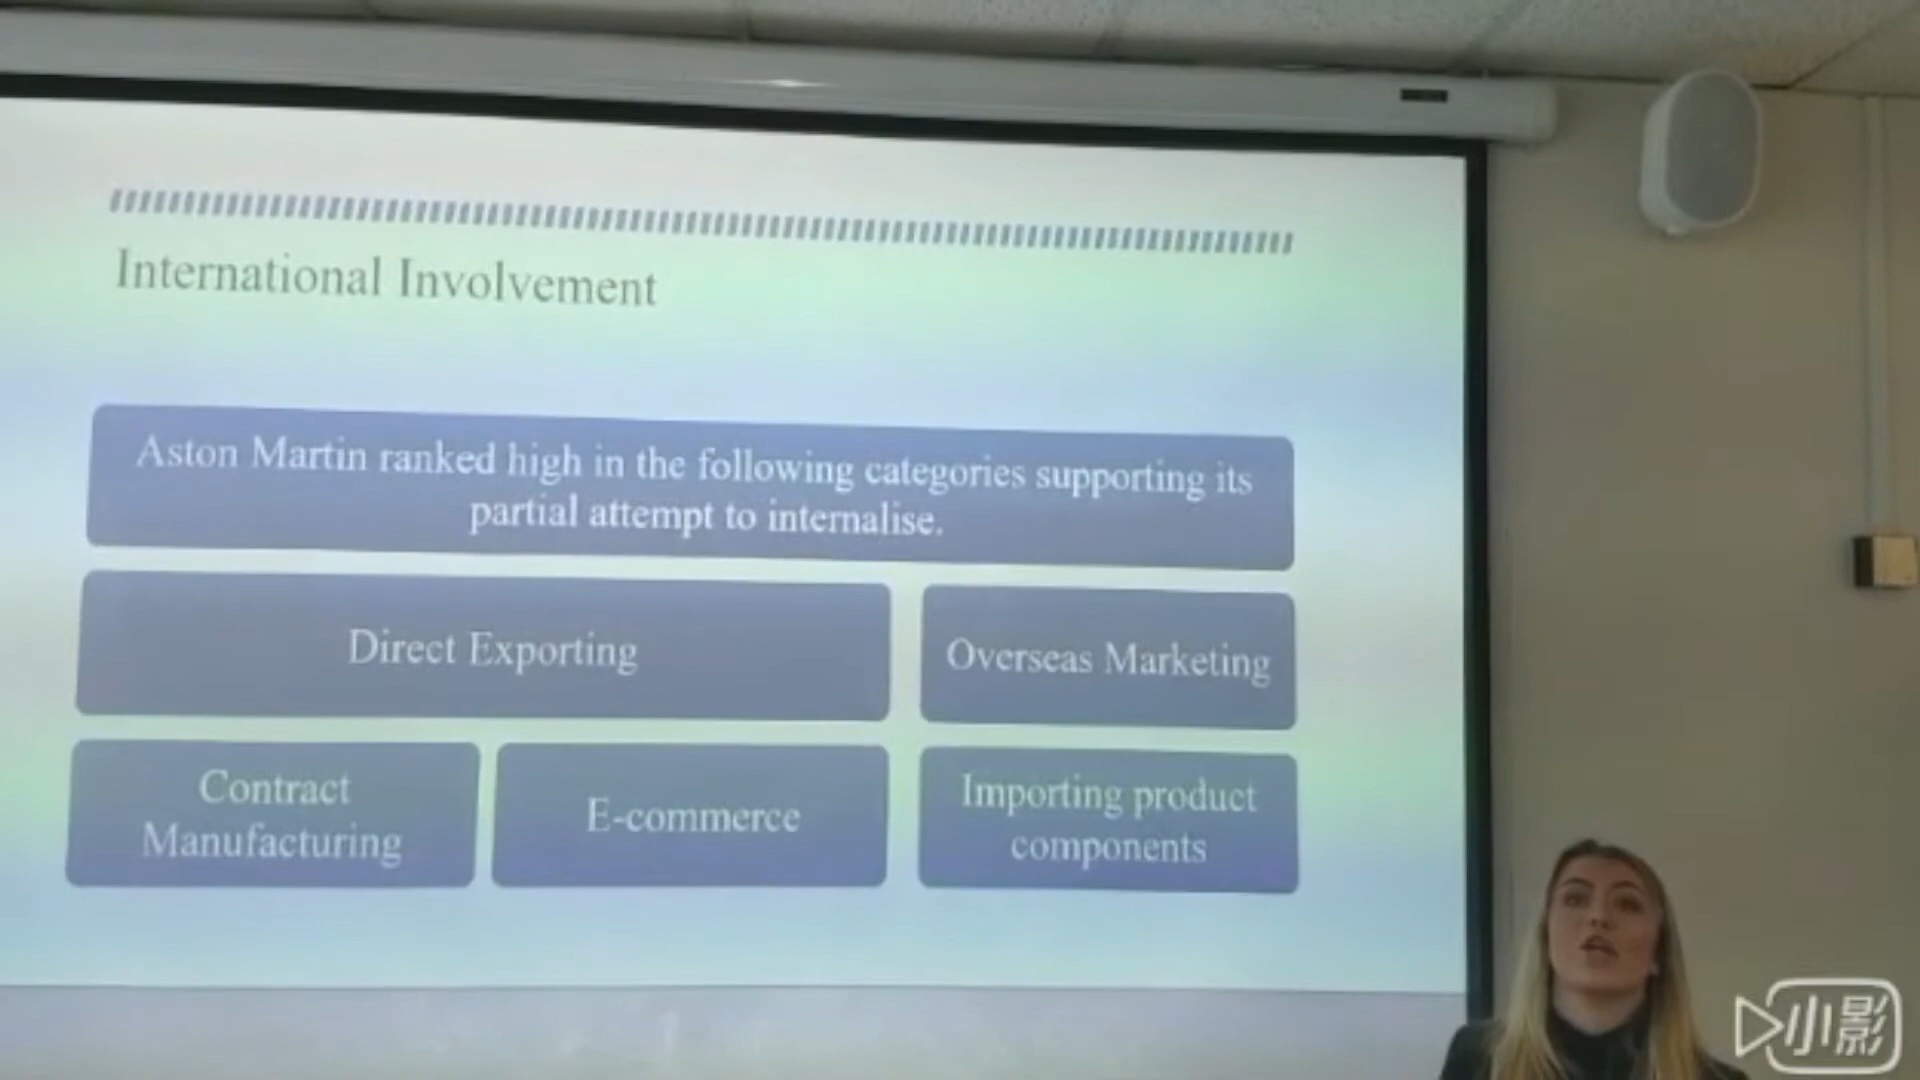 International Involvement
Aston Martin ranked high in the following categories supporting its
partial attempt to internalise.
Direct Exporting
Overseas Marketing
Contract
Manufacturing
E-commerce
Importing product
components
小影